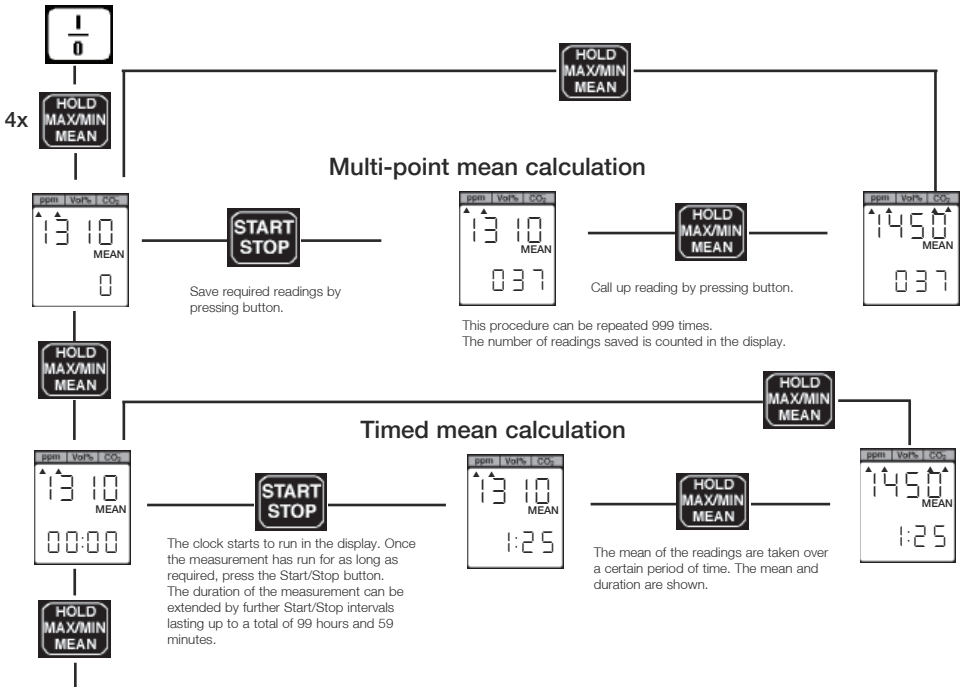 I
0
4x
HOLD
MAX/MIN
MEAN
HOLD
MAX/MIN
MEAN
Multi-point mean calculation
ppm Vol% CO₂
1310
MEAN
0
START
STOP
Save required readings by
pressing button.
ppm Vol% CO₂
1310
MEAN
037
HOLD
MAX/MIN
MEAN
Call up reading by pressing button.
ppm Vol% CO₂
1450
MEAN
037
This procedure can be repeated 999 times.
The number of readings saved is counted in the display.
HOLD
MAX/MIN
MEAN
HOLD
MAX/MIN
MEAN
Timed mean calculation
ppm Vol% CO₂
1310
MEAN
00:00
START
STOP
The clock starts to run in the display. Once
the measurement has run for as long as
required, press the Start/Stop button.
The duration of the measurement can be
extended by further Start/Stop intervals
lasting up to a total of 99 hours and 59
minutes.
ppm Vol% CO₂
1310
MEAN
1:25
HOLD
MAX/MIN
MEAN
The mean of the readings are taken over
a certain period of time. The mean and
duration are shown.
ppm Vol% CO₂
1450
MEAN
1:25
HOLD
MAX/MIN
MEAN